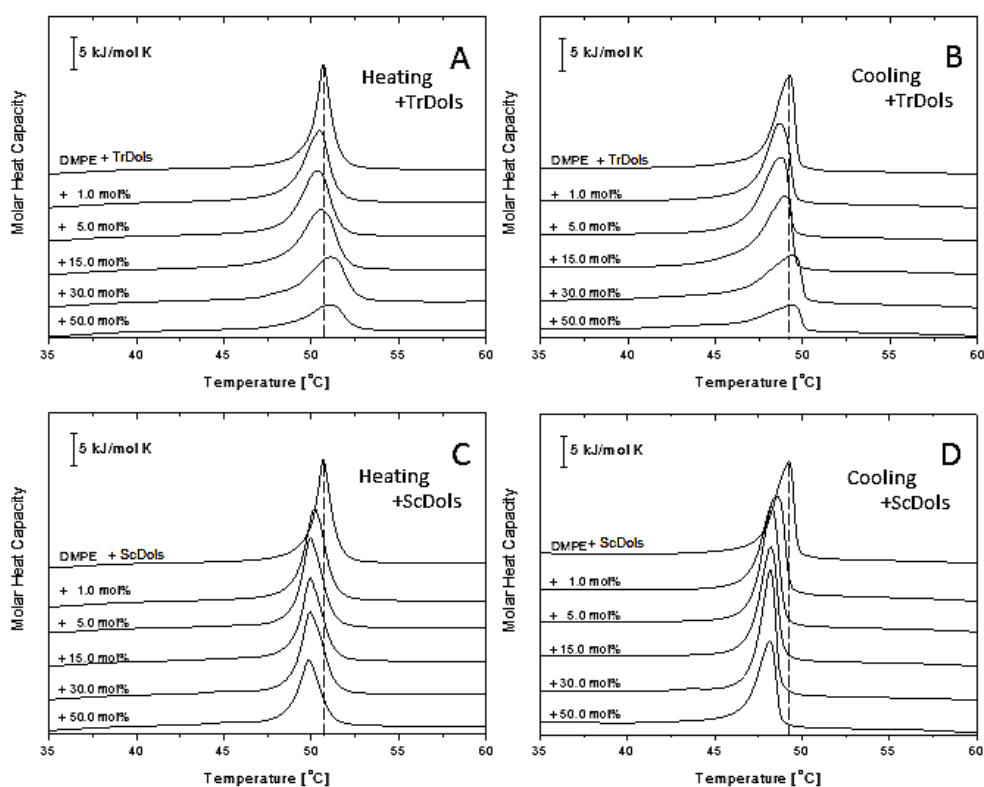 5 kJ/mol K
A
Heating
+TrDols
Molar Heat Capacity
DMPE + TrDols
+ 1.0 mol%
+ 5.0 mol%
+ 15.0 mol%
+ 30.0 mol%
+ 50.0 mol%
35 40 45 50 55 60
Temperature [°C]
5 kJ/mol K
B
Cooling
+TrDols
Molar Heat Capacity
DMPE + TrDols
+ 1.0 mol%
+ 5.0 mol%
+ 15.0 mol%
+ 30.0 mol%
+ 50.0 mol%
35 40 45 50 55 60
Temperature [°C]
5 kJ/mol K
C
Heating
+ScDols
Molar Heat Capacity
DMPE + ScDols
+ 1.0 mol%
+ 5.0 mol%
+ 15.0 mol%
+ 30.0 mol%
+ 50.0 mol%
35 40 45 50 55 60
Temperature [°C]
5 kJ/mol K
D
Cooling
+ScDols
Molar Heat Capacity
DMPE + ScDols
+ 1.0 mol%
+ 5.0 mol%
+ 15.0 mol%
+ 30.0 mol%
+ 50.0 mol%
35 40 45 50 55 60
Temperature [°C]